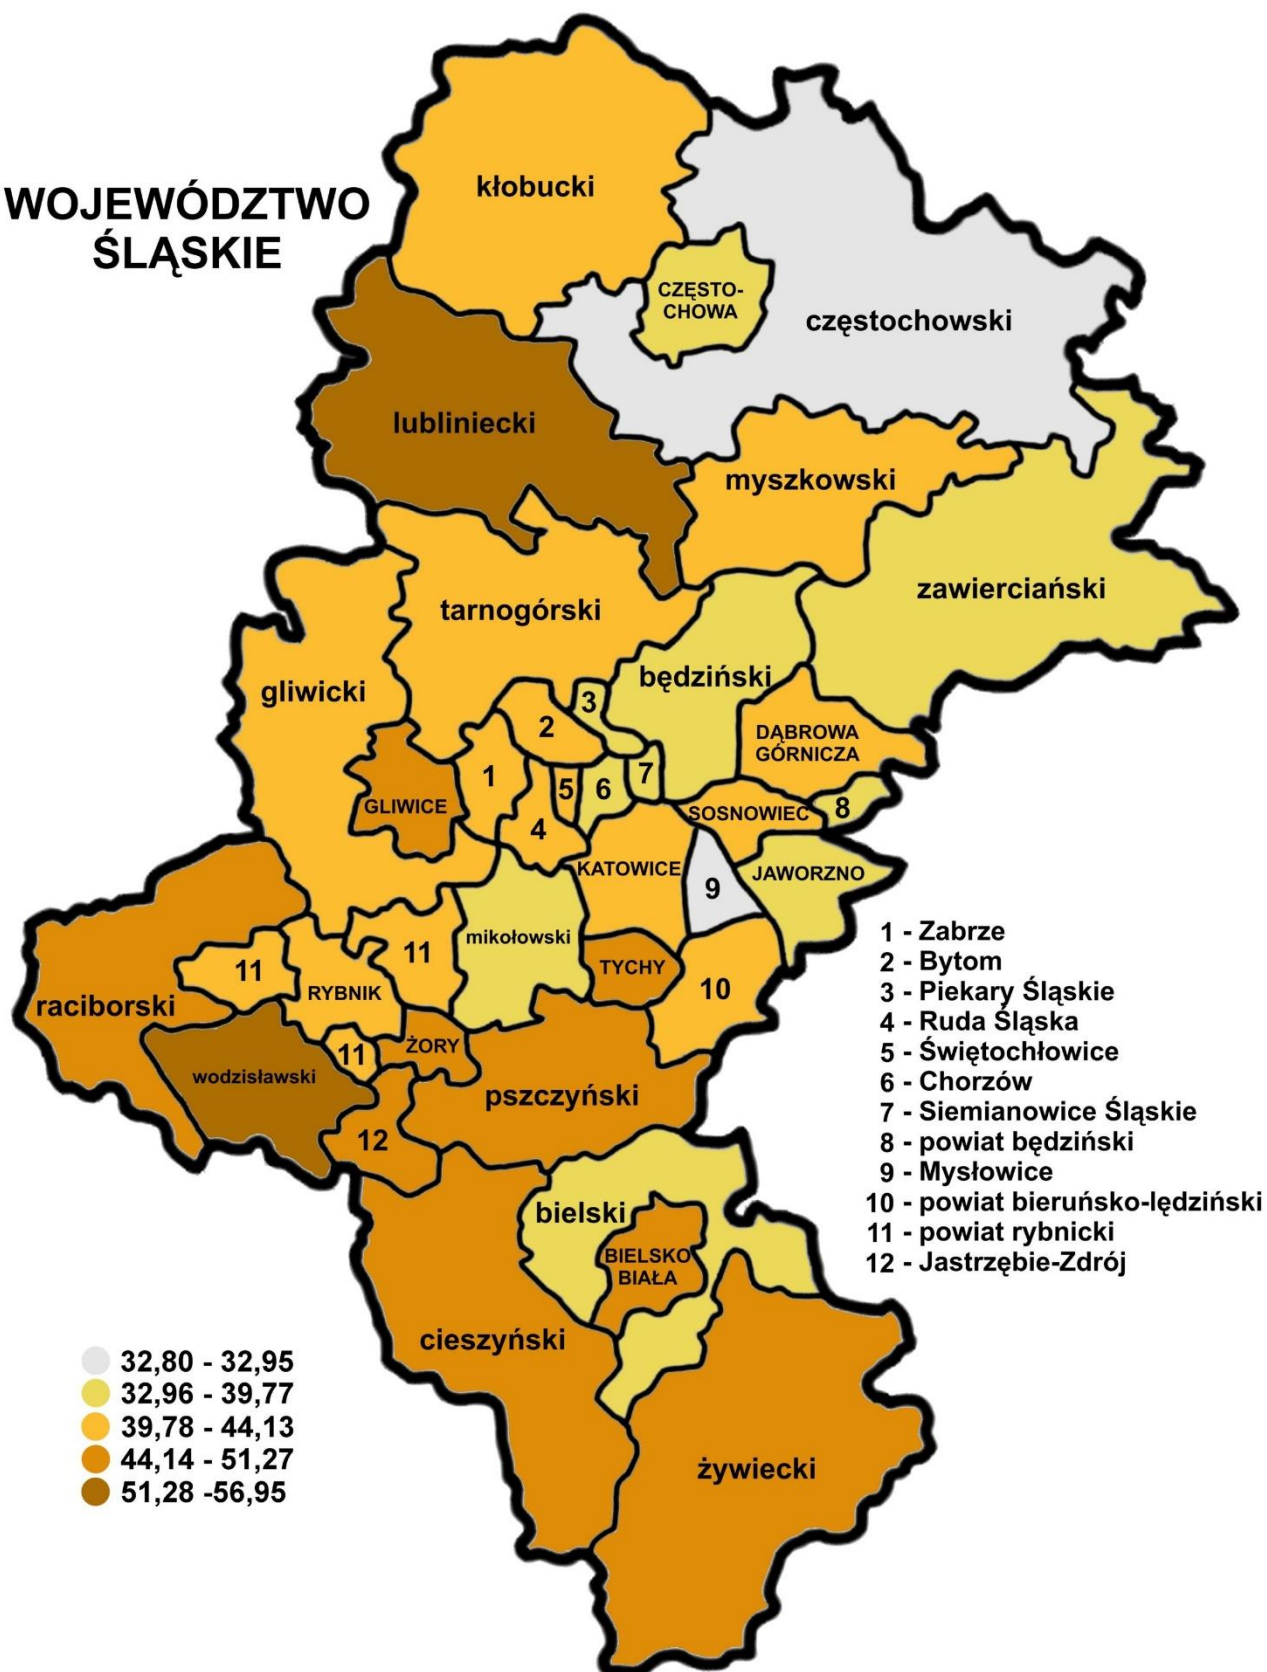 WOJEWÓDZTWO
ŚLĄSKIE
kłobucki
CZĘSTO-
CHOWA
częstochowski
lubliniecki
myszkowski
zawierciański
tarnogórski
gliwicki
będziński
3
2
DĄBROWA
GÓRNICZA
1
5
6
7
GLIWICE
4
SOSNOWIEC
8
KATOWICE
9
JAWORZNO
mikołowski
11
11
TYCHY
10
raciborski
RYBNIK
11
ŻORY
wodzisławski
pszczyński
12
1 - Zabrze
2 - Bytom
3 - Piekary Śląskie
4 - Ruda Śląska
5 - Świętochłowice
6 - Chorzów
7 - Siemianowice Śląskie
8 - powiat będziński
9 - Mysłowice
10 - powiat bieruńsko-lędziński
11 - powiat rybnicki
12 - Jastrzębie-Zdrój
bielski
BIELSKO
BIAŁA
cieszyński
żywiecki
32,80 - 32,95
32,96 - 39,77
39,78 - 44,13
44,14 - 51,27
51,28 -56,95